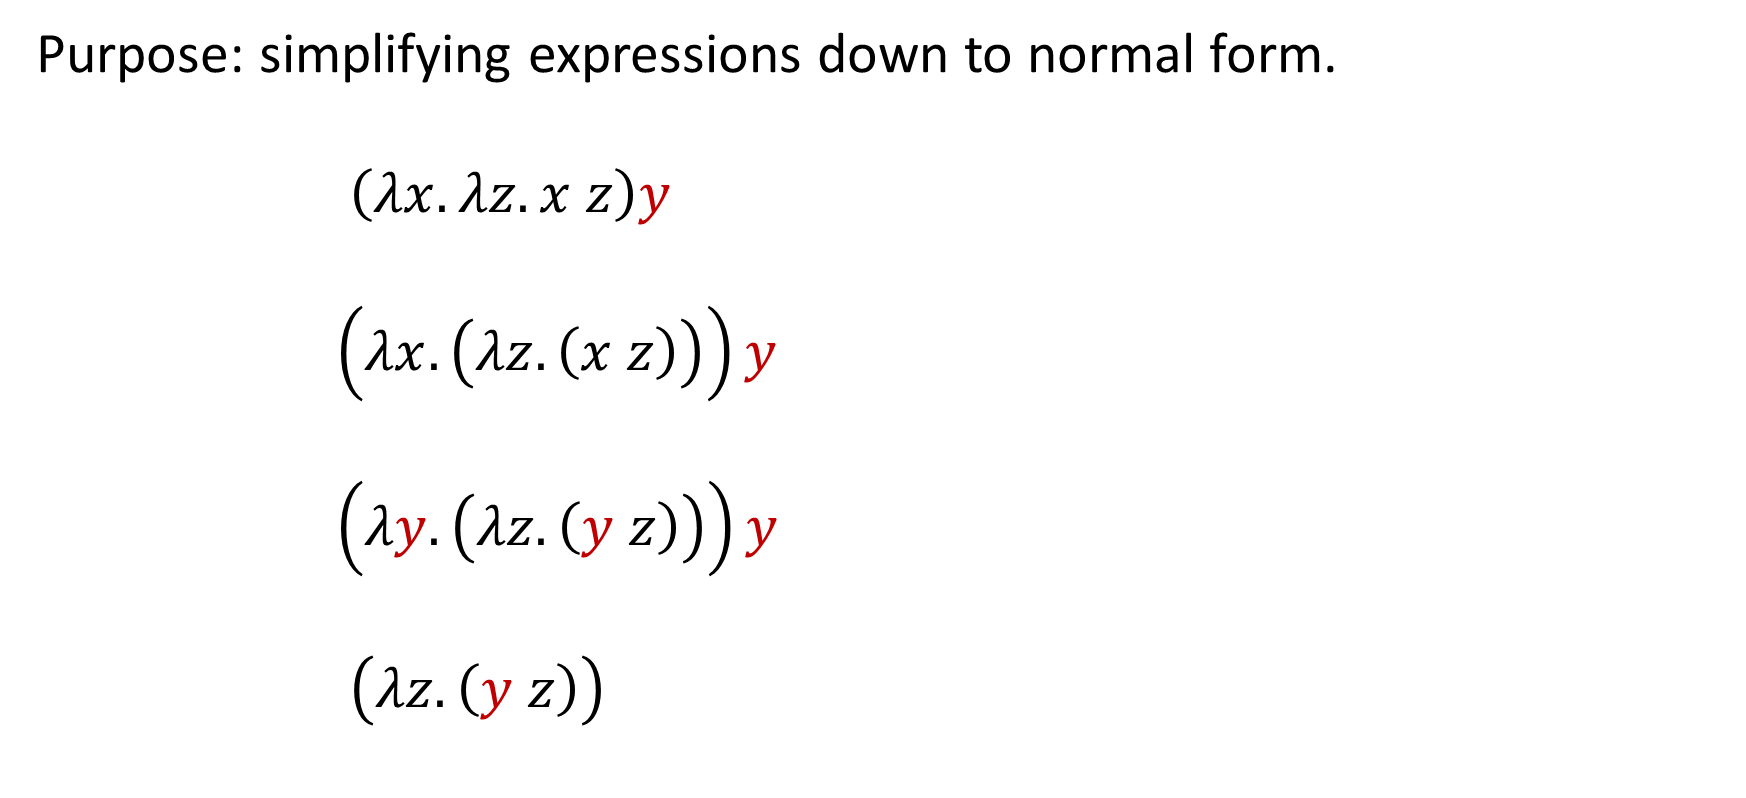 Purpose: simplifying expressions down to normal form.
(λx. λz. x z)y
(λx. (λz. (x z))) y
(λy. (λz. (y z))) y
(λz. (y z))